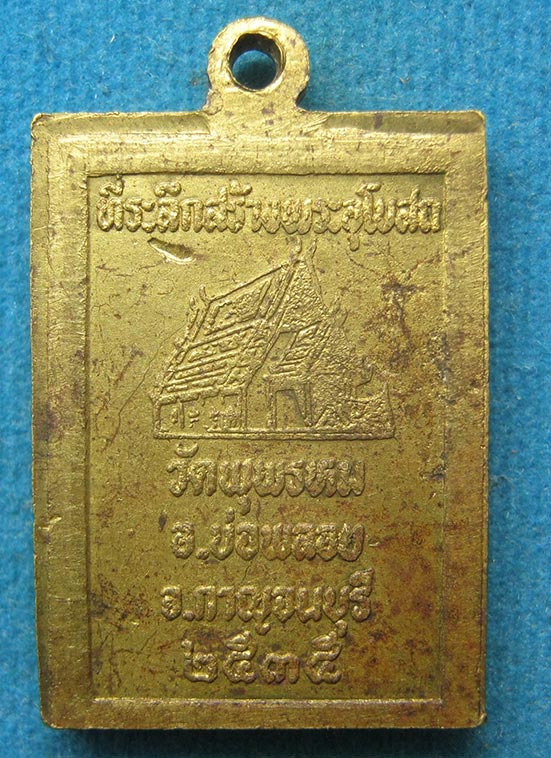 ที่ระลึกสร้างพระอุโบสถ
วัดพุพรหม
อ.บ่อพลอย
จ.กาญจนบุรี
๒๕๓๕